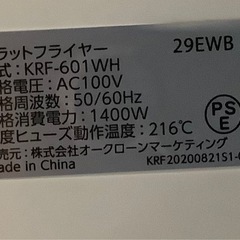 ラットフライヤー 29EWB
式: KRF-601WH
格電圧: AC100V
格周波数: 50/60Hz
格消費電力: 1400W
度ヒューズ動作温度: 216℃
売元: 株式会社オークローンマーケティング
ade in China KRF20200821S1-
PS
E